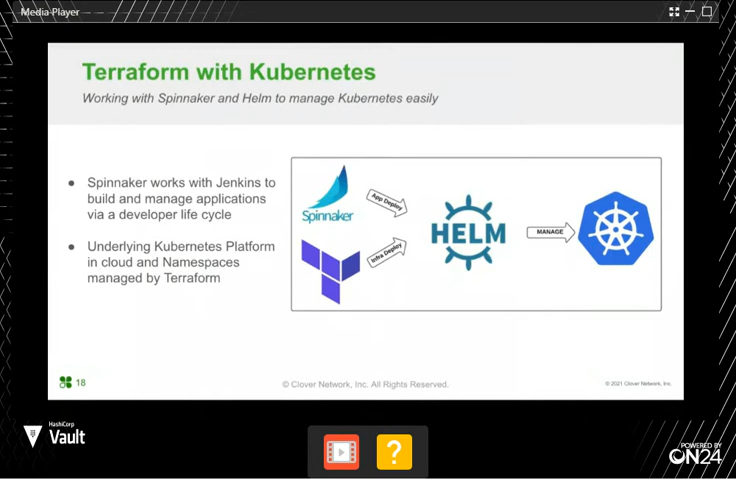 Media Player
Terraform with Kubernetes
Working with Spinnaker and Helm to manage Kubernetes easily
● Spinnaker works with Jenkins to
build and manage applications
via a developer life cycle
● Underlying Kubernetes Platform
in cloud and Namespaces
managed by Terraform
Spinnaker
App Deploy
Infra Deploy
HELM
MANAGE
18
© Clover Network, Inc. All Rights Reserved.
© 2021 Clover Network, Inc.
HashiCorp
Vault
?
POWERED BY
ON24